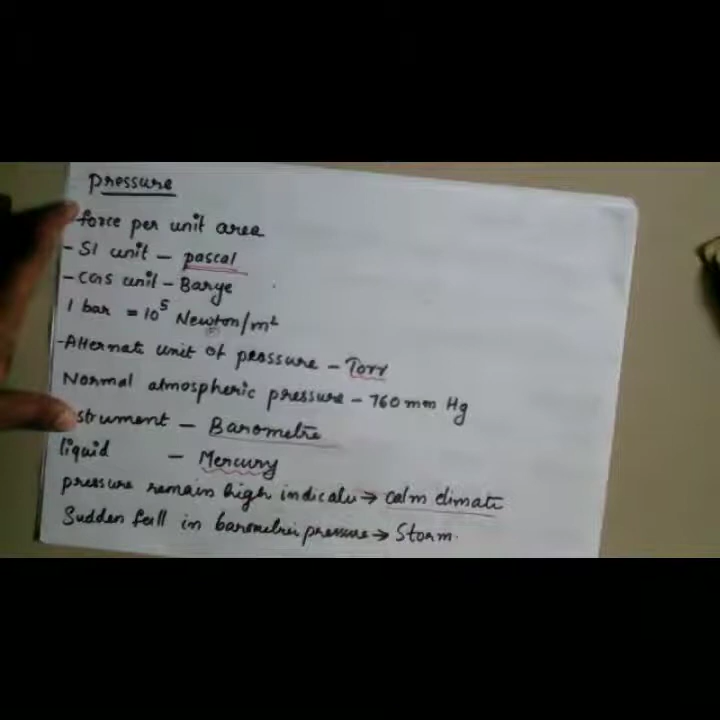 Pressure
force per unit area
- SI unit - pascal
- CGS unit - Barye
1 bar = 10⁵ Newton/m²
- Alternate unit of pressure - Torr
Normal atmospheric pressure - 760 mm Hg
strument - Barometre
liquid - Mercury
pressure remain high indicate → calm climate
Sudden fall in barometric pressure → Storm.